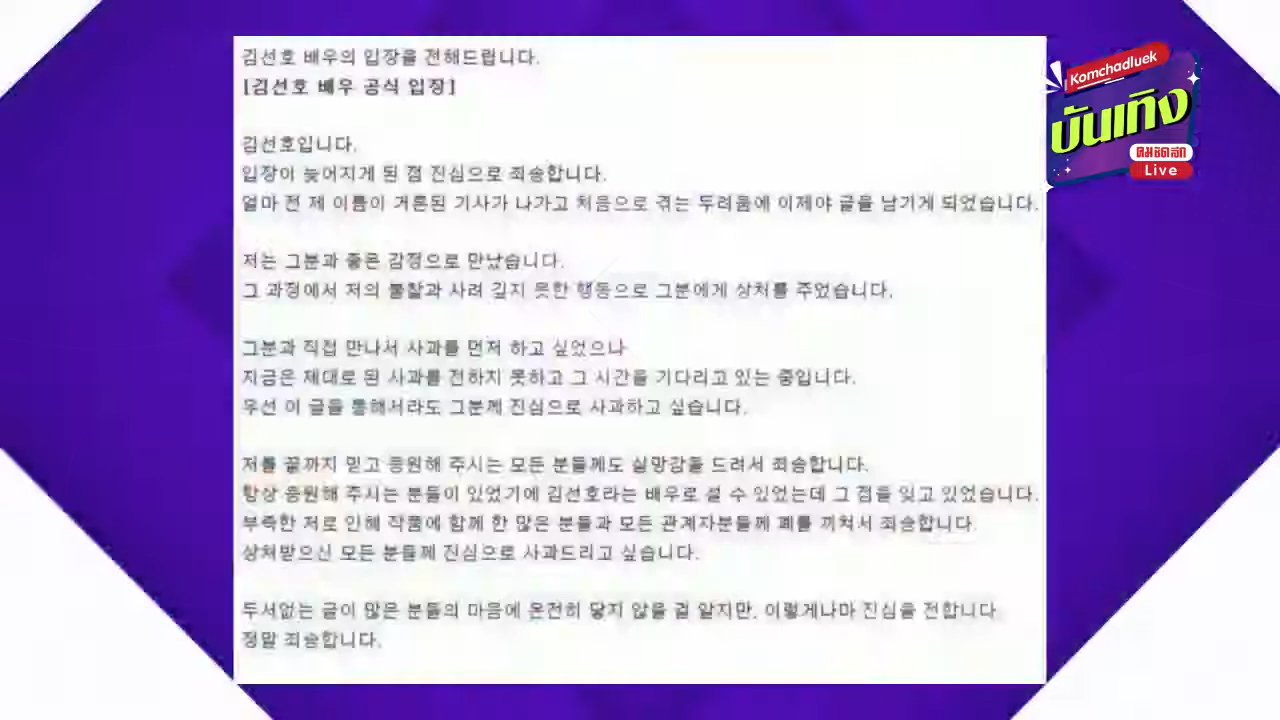 김선호 배우의 입장을 전해드립니다.
[김선호 배우 공식 입장]
김선호입니다.
입장이 늦어지게 된 점 진심으로 죄송합니다.
얼마 전 제 이름이 거론된 기사가 나가고 처음으로 겪는 두려움에 이제야 글을 남기게 되었습니다.
저는 그분과 좋은 감정으로 만났습니다.
그 과정에서 저의 불찰과 사려 깊지 못한 행동으로 그분에게 상처를 주었습니다.
그분과 직접 만나서 사과를 먼저 하고 싶었으나
지금은 제대로 된 사과를 전하지 못하고 그 시간을 기다리고 있는 중입니다.
우선 이 글을 통해서라도 그분께 진심으로 사과하고 싶습니다.
저를 끝까지 믿고 응원해 주시는 모든 분들께도 실망감을 드려서 죄송합니다.
항상 응원해 주시는 분들이 있었기에 김선호라는 배우로 설 수 있었는데 그 점을 잊고 있었습니다.
부족한 저로 인해 작품에 함께 한 많은 분들과 모든 관계자분들께 폐를 끼쳐서 죄송합니다.
상처받으신 모든 분들께 진심으로 사과드리고 싶습니다.
두서없는 글이 많은 분들의 마음에 온전히 닿지 않을 걸 알지만, 이렇게나마 진심을 전합니다.
정말 죄송합니다.
Komchadluek
บันเทิง
คมชัดลึก
Live